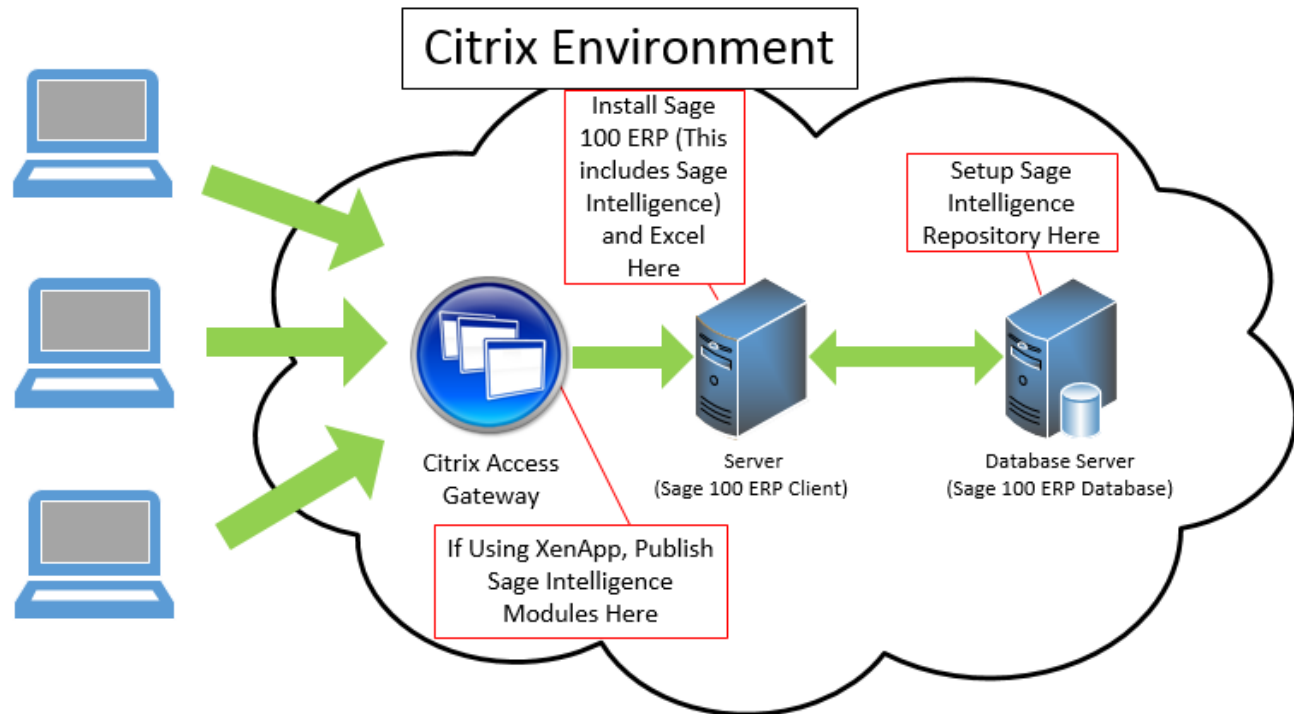 Citrix Environment
Install Sage
100 ERP (This
includes Sage
Intelligence)
and Excel
Here
Setup Sage
Intelligence
Repository Here
Citrix Access
Gateway
Server
(Sage 100 ERP Client)
Database Server
(Sage 100 ERP Database)
If Using XenApp, Publish
Sage Intelligence
Modules Here